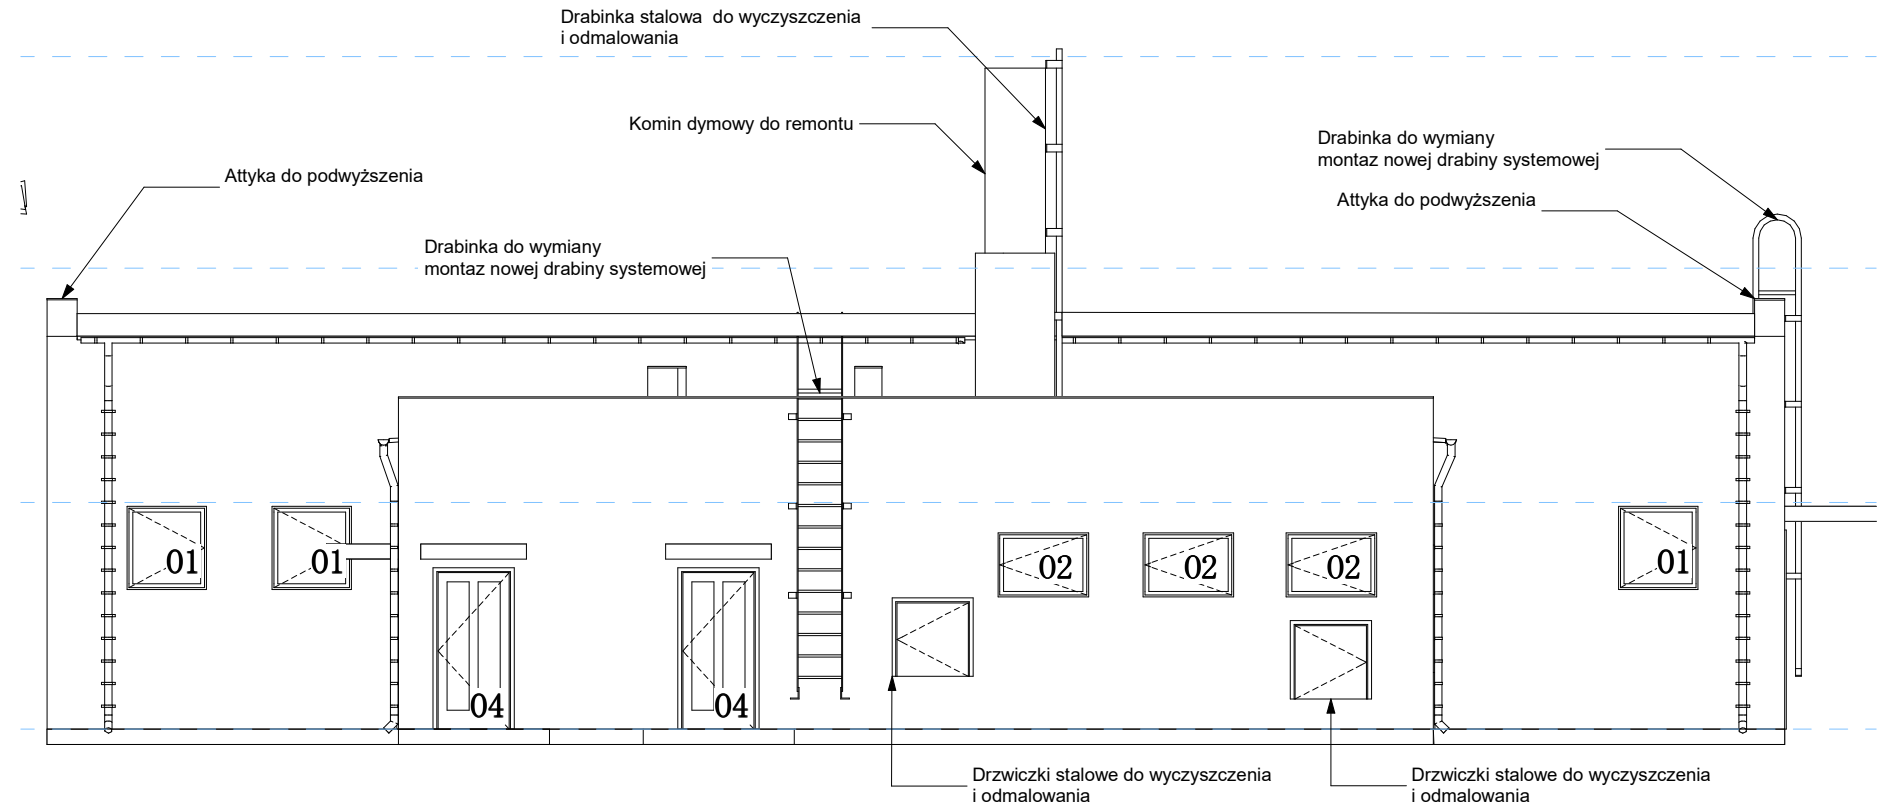 Drabinka stalowa  do wyczyszczenia
i odmalowania
Komin dymowy do remontu
Drabinka do wymiany
montaz nowej drabiny systemowej
Attyka do podwyższenia
Attyka do podwyższenia
Drabinka do wymiany
montaz nowej drabiny systemowej
01
01
02
02
02
01
04
04
Drzwiczki stalowe do wyczyszczenia
i odmalowania
Drzwiczki stalowe do wyczyszczenia
i odmalowania